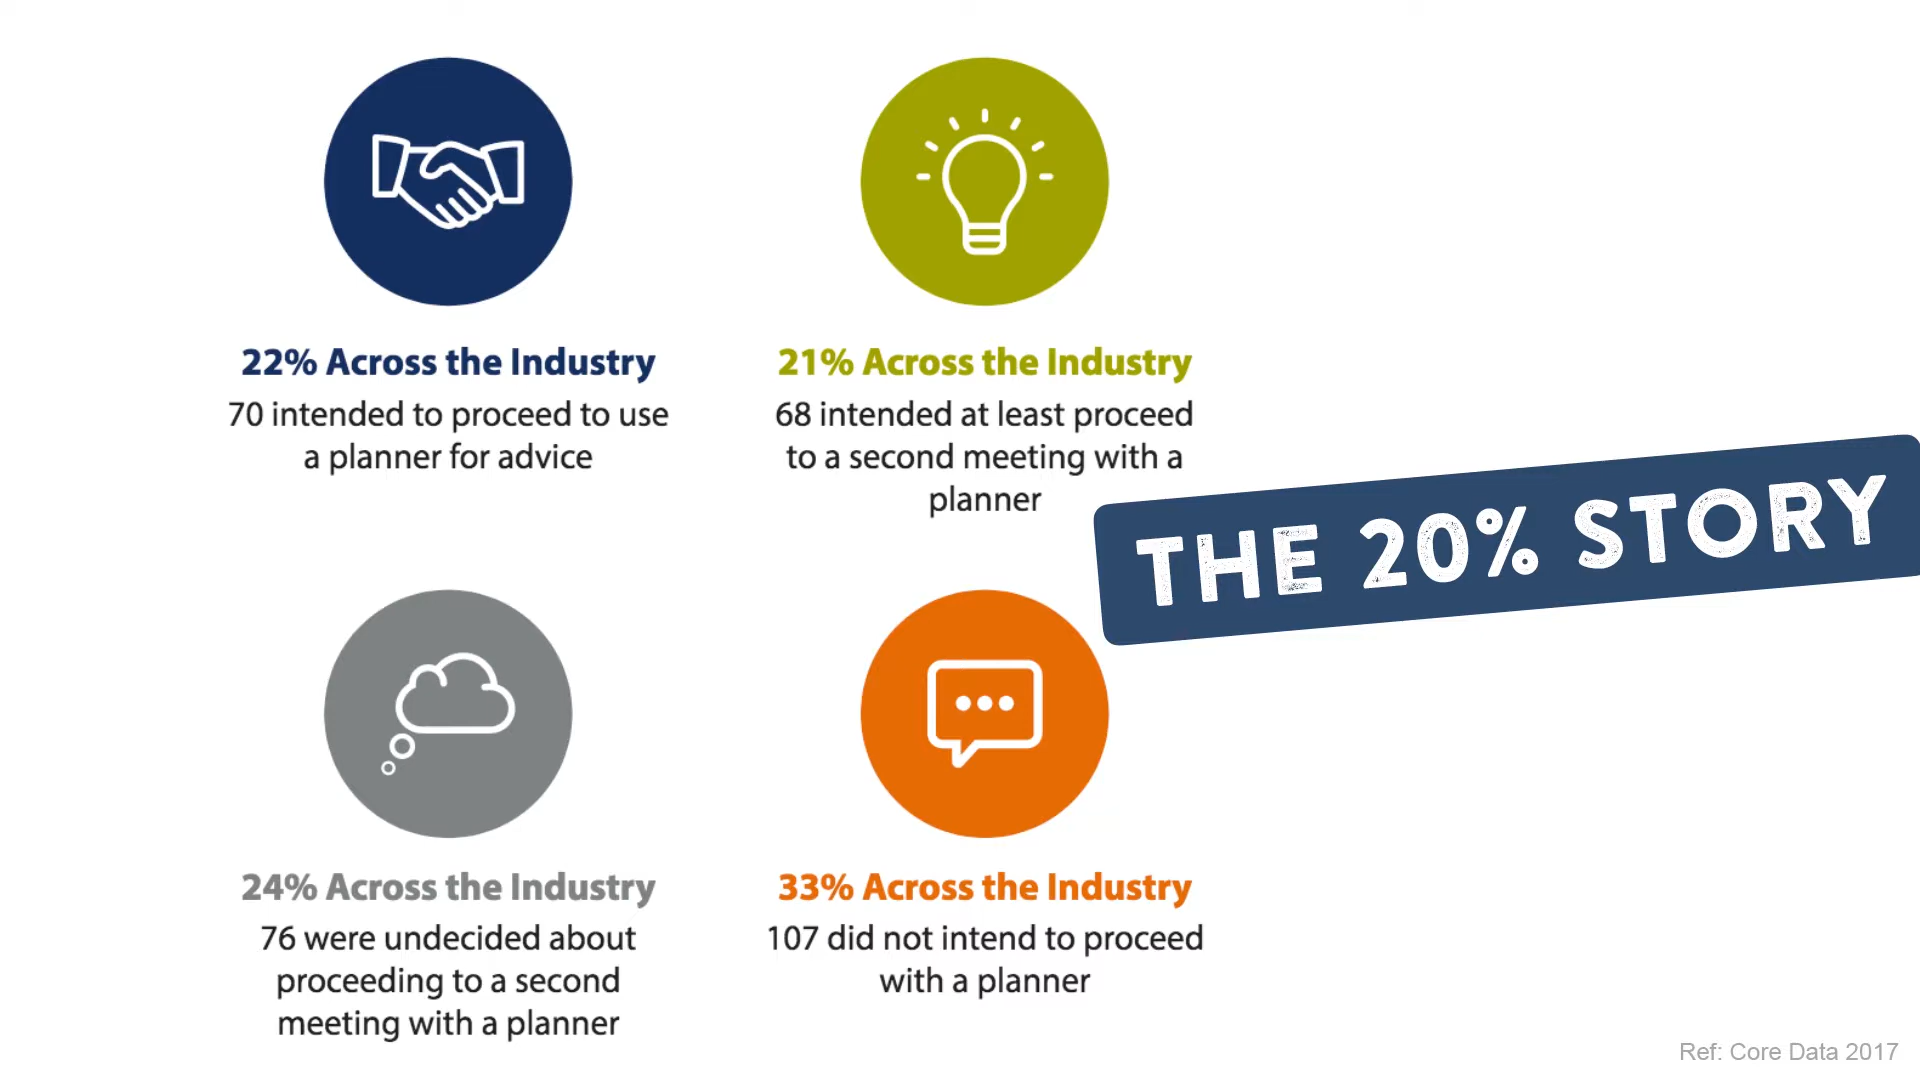 22% Across the Industry
70 intended to proceed to use
a planner for advice
21% Across the Industry
68 intended at least proceed
to a second meeting with a
planner
THE 20% STORY
24% Across the Industry
76 were undecided about
proceeding to a second
meeting with a planner
33% Across the Industry
107 did not intend to proceed
with a planner
Ref: Core Data 2017